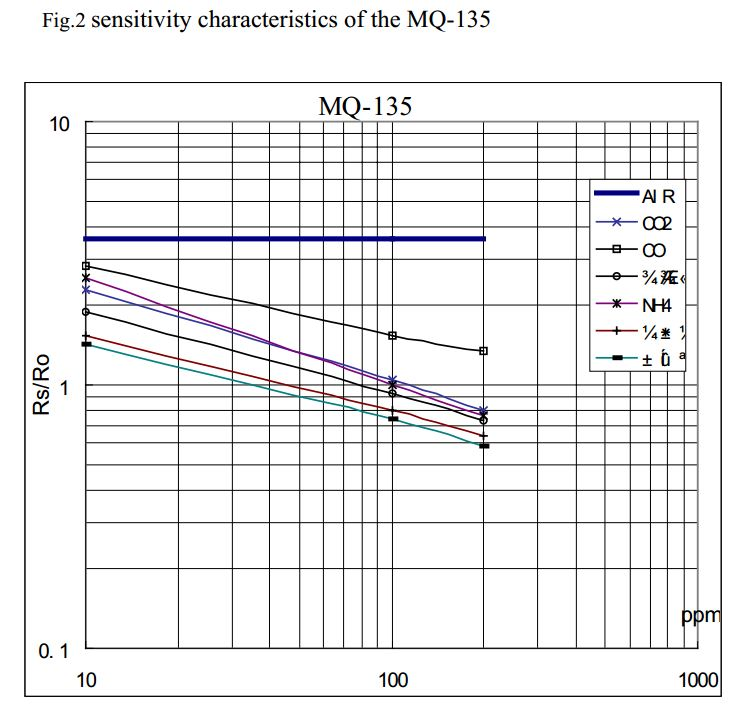 Fig.2 sensitivity characteristics of the MQ-135
MQ-135
10
AIR
CO2
CO
NH4
Rs/Ro
1
ppm
0.1
10 100 1000